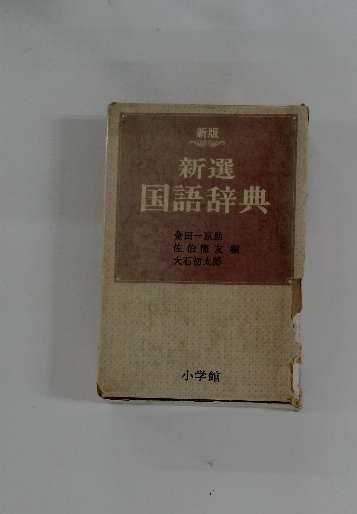 新版
新選
国語辞典
金田一京助
佐伯梅友 編
大石初太郎
小学館